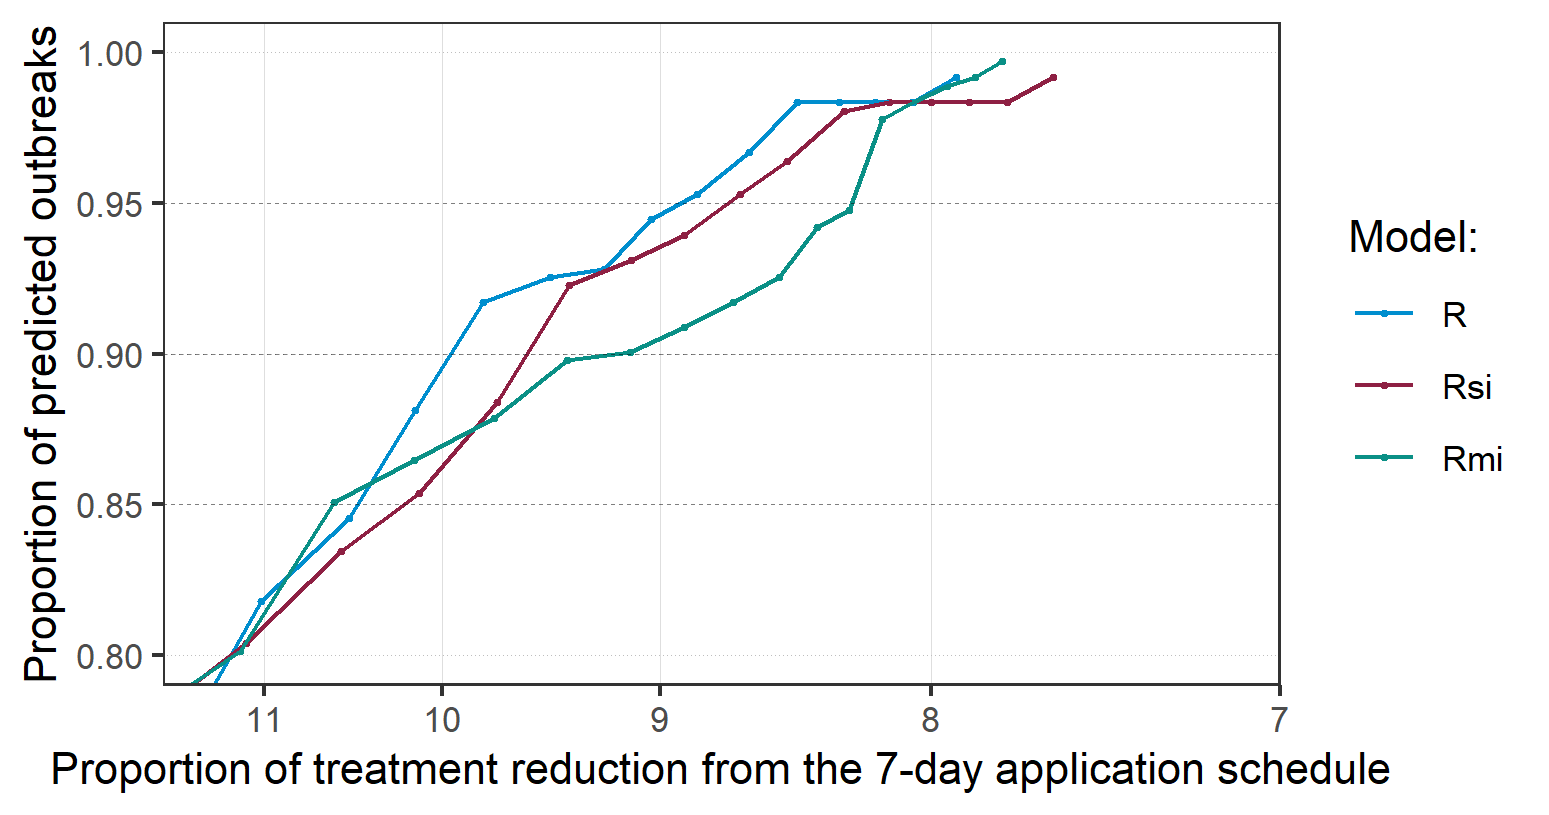 Proportion of predicted outbreaks
1.00
0.95
0.90
0.85
0.80
11 10 9 8 7
Proportion of treatment reduction from the 7-day application schedule
Model:
R
Rsi
Rmi